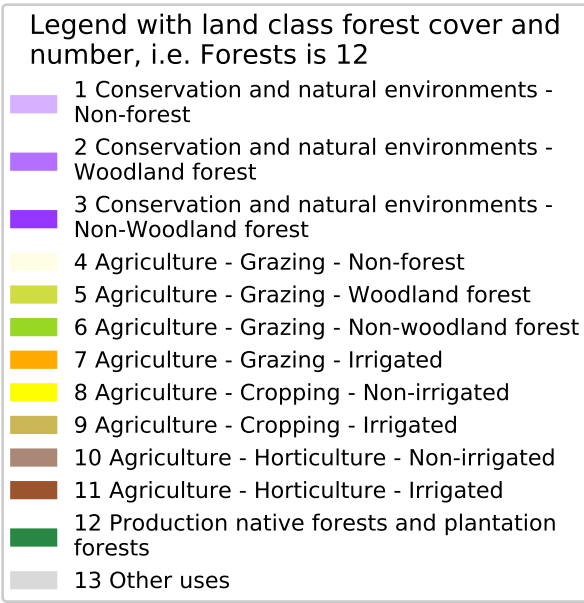 Legend with land class forest cover and
number, i.e. Forests is 12
1 Conservation and natural environments -
Non-forest
2 Conservation and natural environments -
Woodland forest
3 Conservation and natural environments -
Non-Woodland forest
4 Agriculture - Grazing - Non-forest
5 Agriculture - Grazing - Woodland forest
6 Agriculture - Grazing - Non-woodland forest
7 Agriculture - Grazing - Irrigated
8 Agriculture - Cropping - Non-irrigated
9 Agriculture - Cropping - Irrigated
10 Agriculture - Horticulture - Non-irrigated
11 Agriculture - Horticulture - Irrigated
12 Production native forests and plantation
forests
13 Other uses